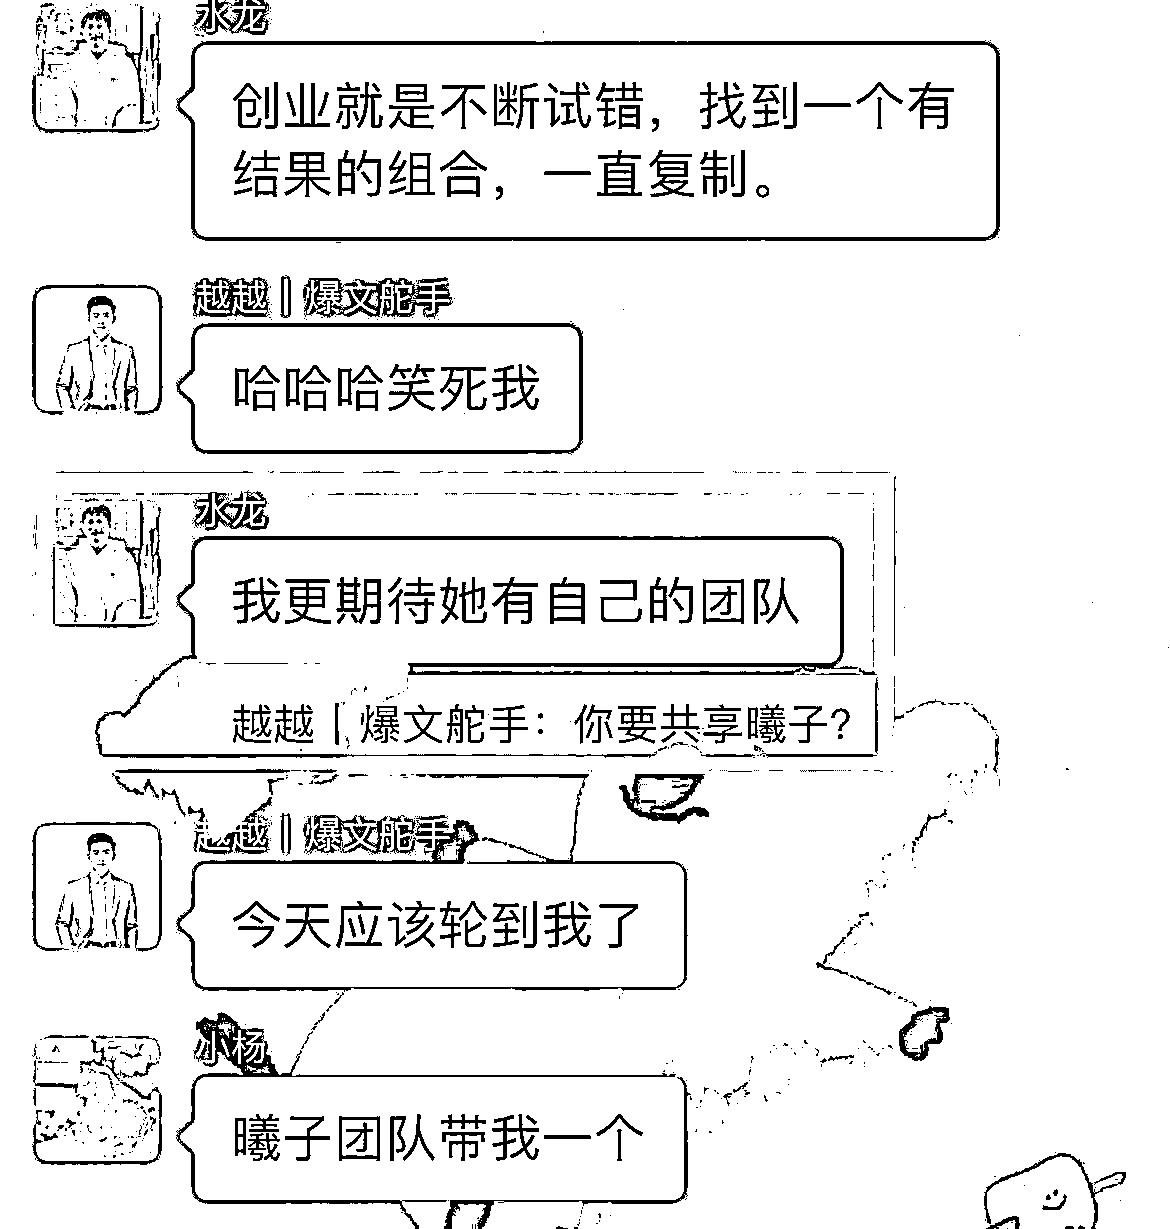 水龙
创业就是不断试错，找到一个有
结果的组合，一直复制。
越越｜爆文舵手
哈哈哈笑死我
水龙
我更期待她有自己的团队
越越｜爆文舵手：你要共享曦子？
越越｜爆文舵手
今天应该轮到我了
小杨
曦子团队带我一个